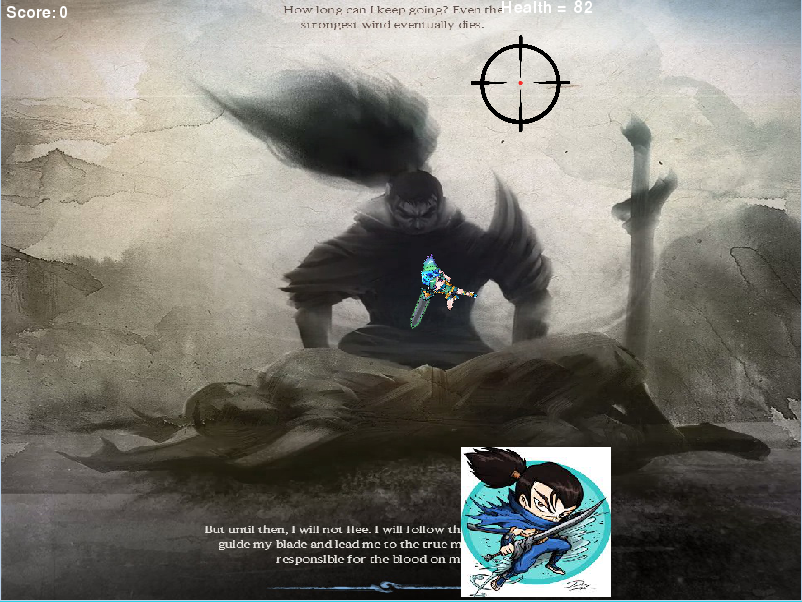 Score: 0
Health = 82
How long can I keep going? Even the
strongest wind eventually dies.
But until then, I will not flee. I will follow
guide my blade and lead me to the true
responsible for the blood on